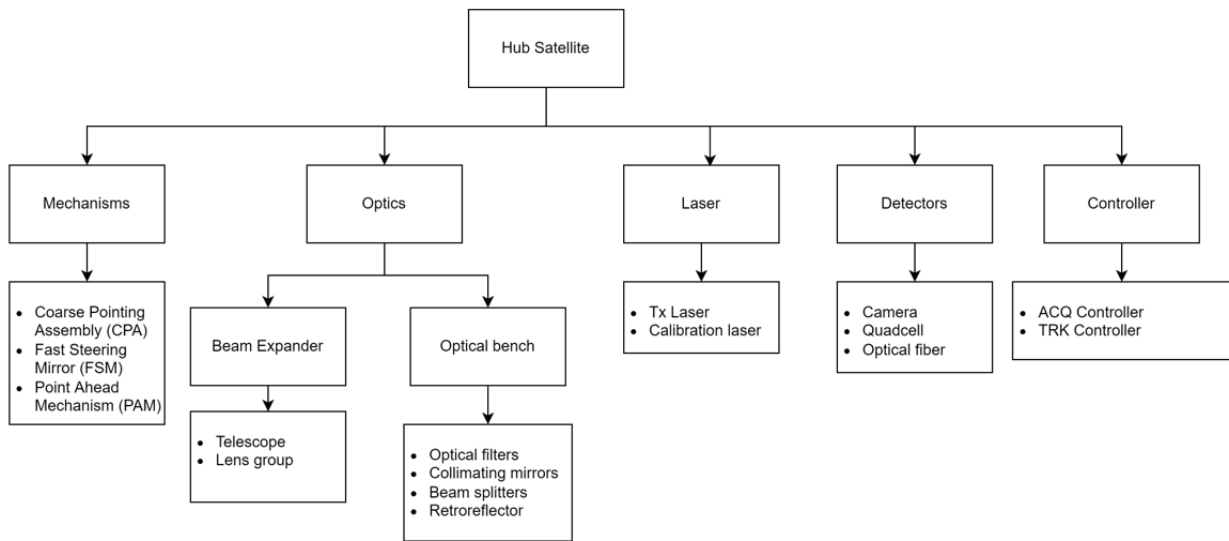 Hub Satellite
Mechanisms
Optics
Laser
Detectors
Controller
• Coarse Pointing
Assembly (CPA)
• Fast Steering
Mirror (FSM)
• Point Ahead
Mechanism (PAM)
Beam Expander
Optical bench
• Tx Laser
• Calibration laser
• Camera
• Quadcell
• Optical fiber
• ACQ Controller
• TRK Controller
• Telescope
• Lens group
• Optical filters
• Collimating mirrors
• Beam splitters
• Retroreflector